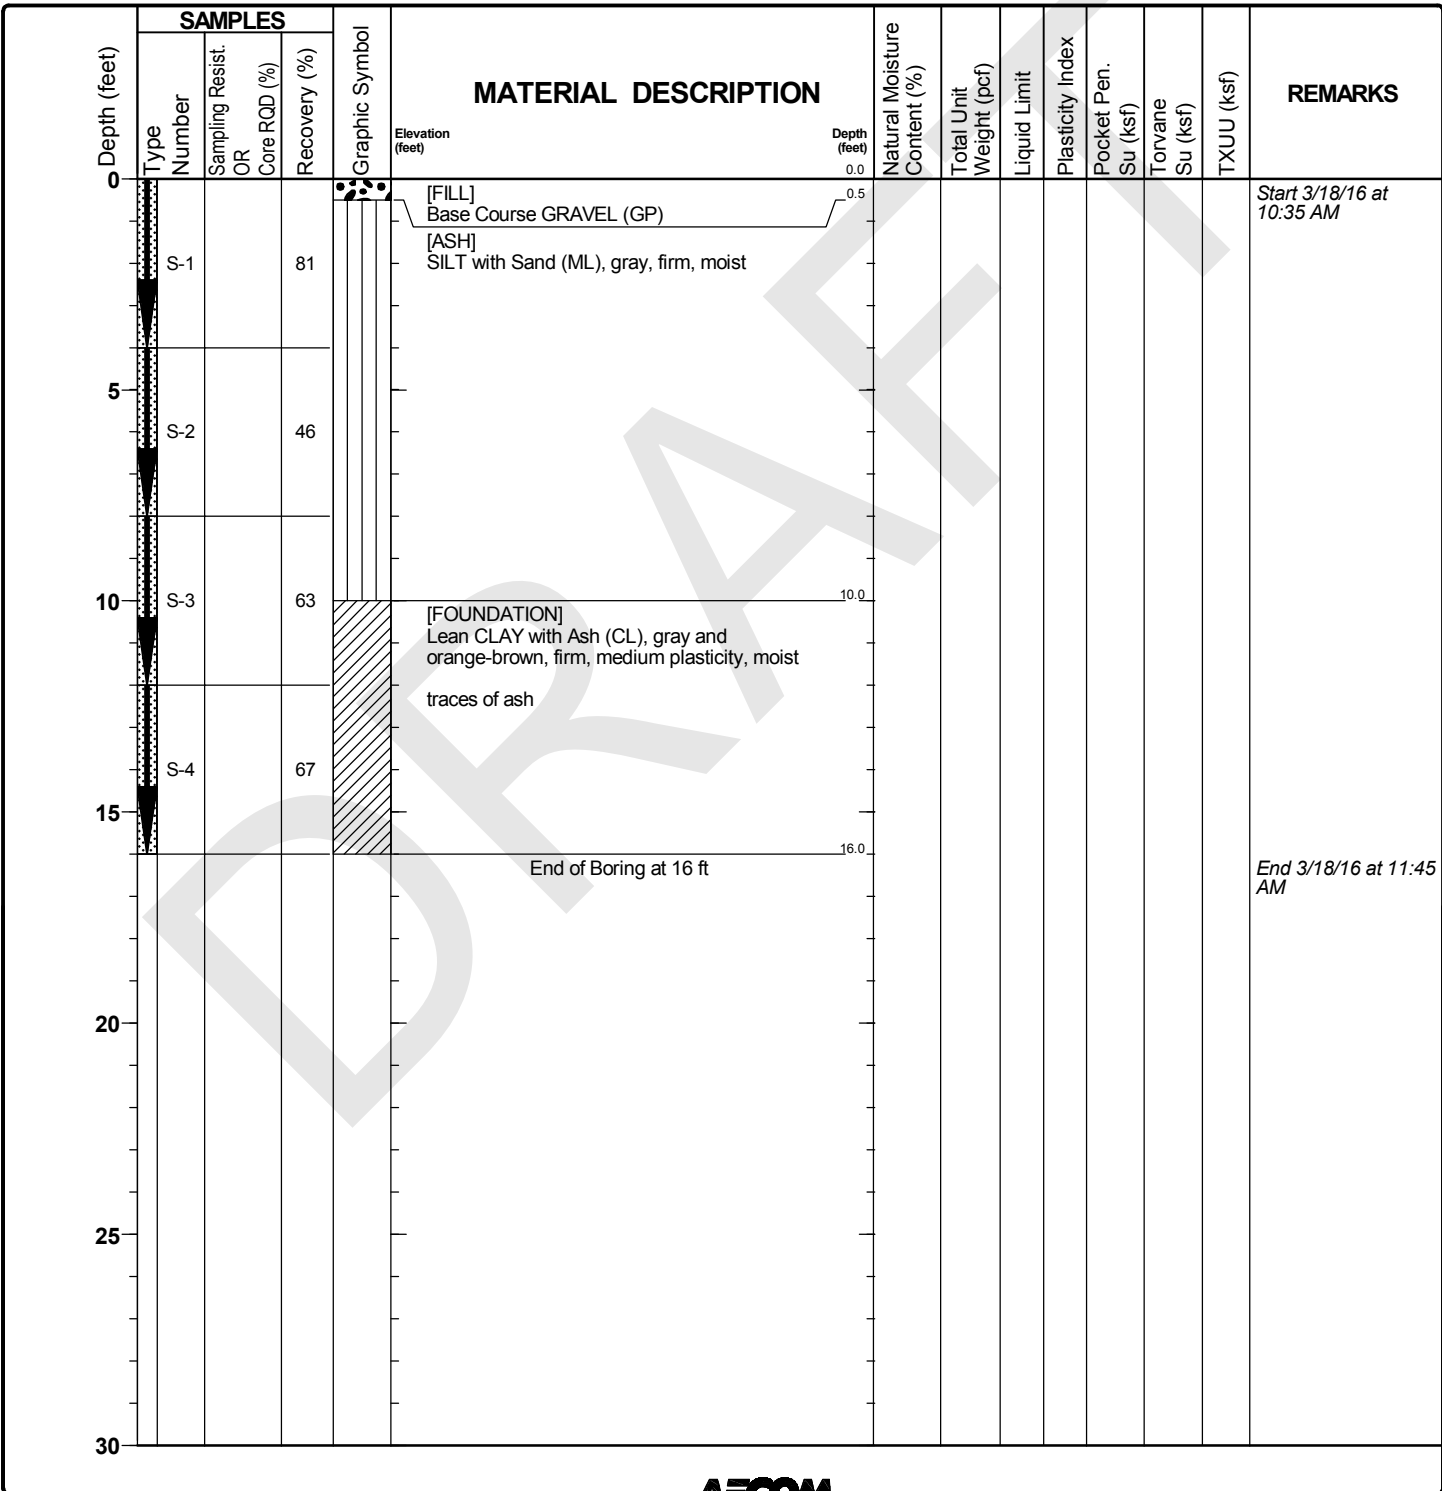 SAMPLES
Depth (feet)
Type
Number
Sampling Resist.
OR
Core RQD (%)
Recovery (%)
Graphic Symbol
MATERIAL DESCRIPTION
Elevation
(feet)
Depth
(feet)
Natural Moisture
Content (%)
Total Unit
Weight (pcf)
Liquid Limit
Plasticity Index
Pocket Pen.
Su (ksf)
Torvane
Su (ksf)
TXUU (ksf)
REMARKS
0
0.0
[FILL]
Base Course GRAVEL (GP)
0.5
Start 3/18/16 at
10:35 AM
[ASH]
SILT with Sand (ML), gray, firm, moist
S-1
81
5
S-2
46
10
S-3
63
10.0
[FOUNDATION]
Lean CLAY with Ash (CL), gray and
orange-brown, firm, medium plasticity, moist
traces of ash
S-4
67
15
16.0
End of Boring at 16 ft
End 3/18/16 at 11:45
AM
20
25
30
DRAFT
AECOM